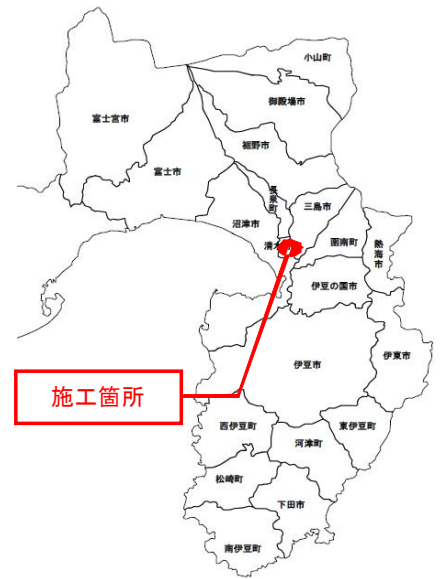 小山町
御殿場市
富士宮市
裾野市
富士市
長泉町
三島市
沼津市
函南町
清水
熱海市
伊豆の国市
伊東市
伊豆市
施工箇所
西伊豆町
東伊豆町
河津町
松崎町
下田市
南伊豆町